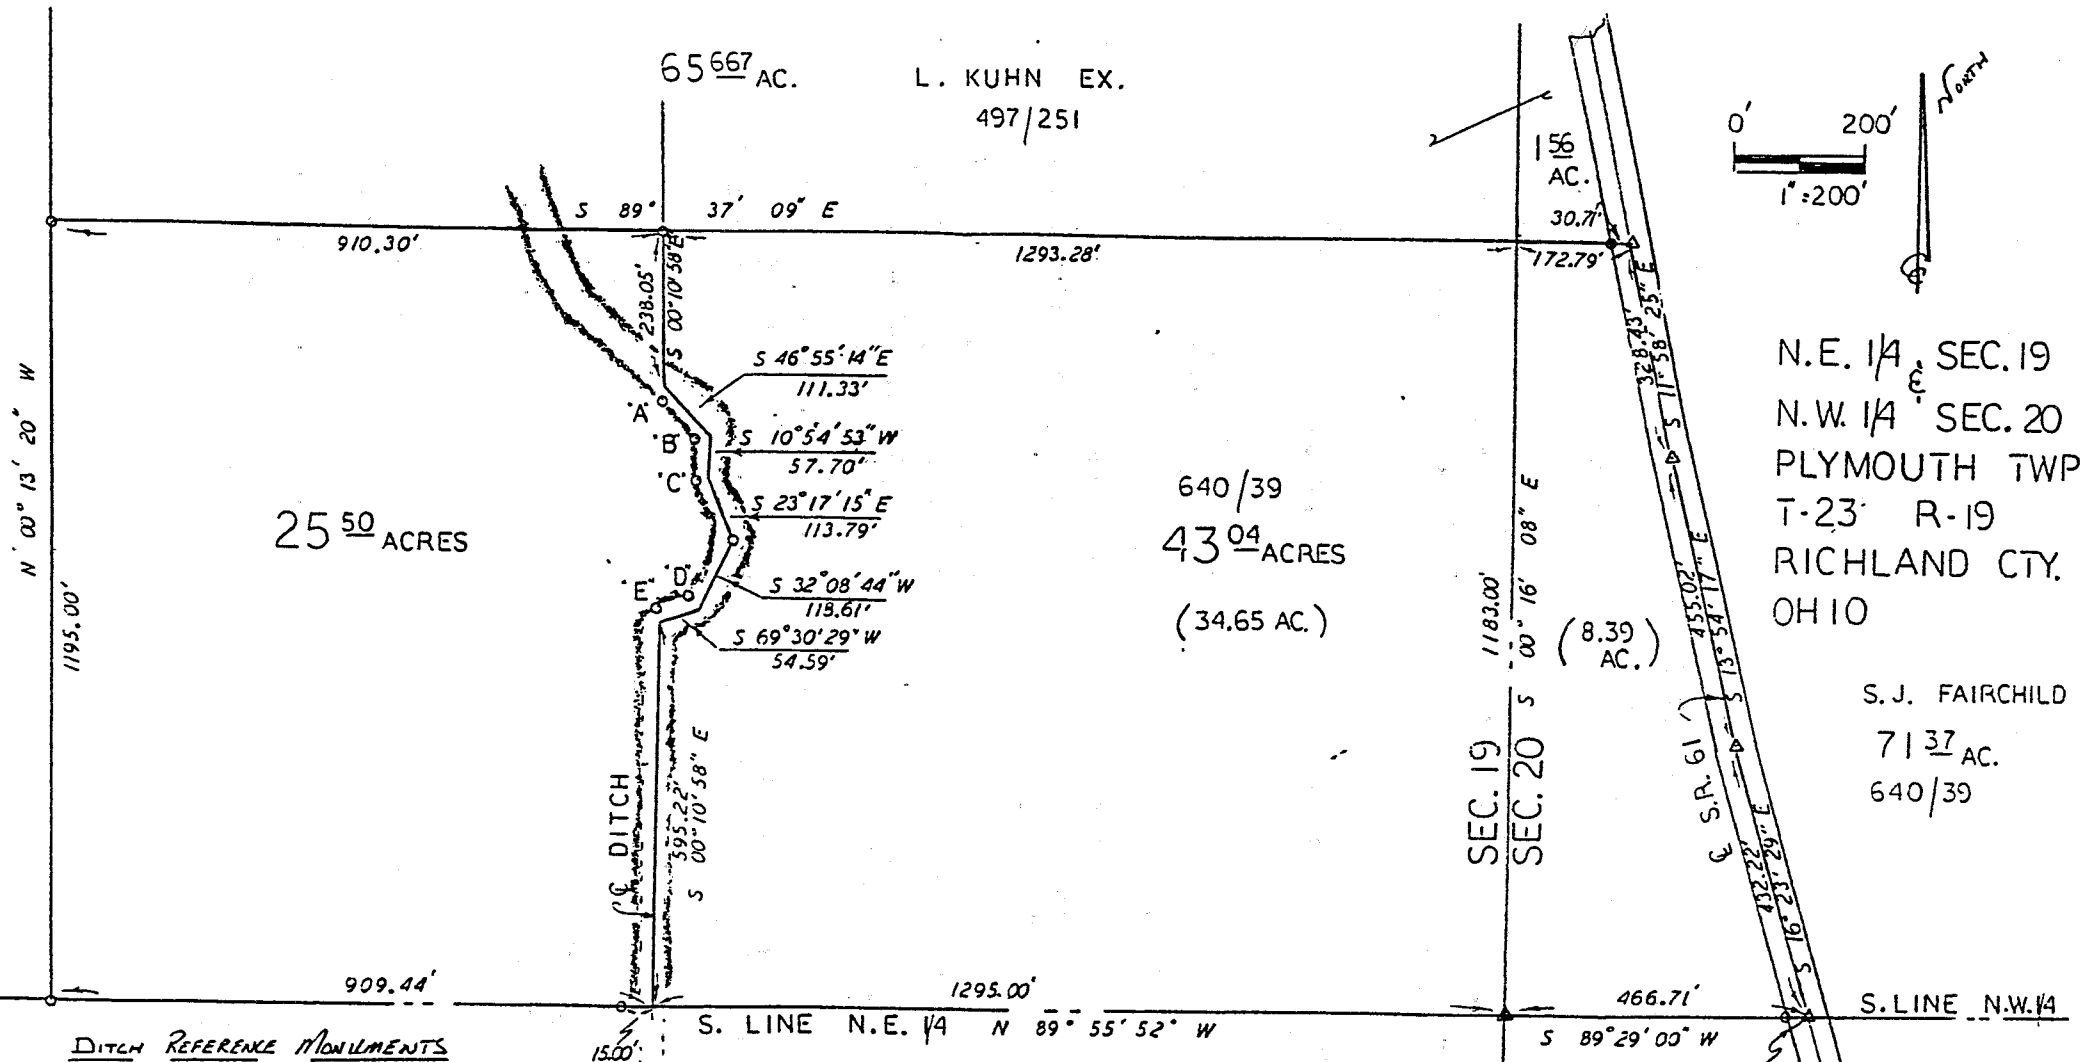 65 667 AC.
L. KUHN EX.
497/251
0' 200'
1":200'
NORTH
1 56
AC.
30.71'
S 89° 37' 09" E
910.30'
1293.28'
172.79'
238.05'
S 00°10'58"E
328.43'
S 11° 58' 25" E
N.E. 1/4 & SEC. 19
N.W. 1/4 SEC. 20
PLYMOUTH TWP
T-23 R-19
RICHLAND CTY.
OHIO
S 46°55'14"E
111.33'
"A"
"B"
S 10°54'53"W
57.70'
"C"
S 23°17'15"E
113.79'
"D"
"E"
S 32°08'44"W
118.61'
S 69°30'29"W
54.59'
N 00° 13' 20" W
1195.00'
25 50 ACRES
640/39
43 04 ACRES
(34.65 AC.)
1183.00'
S 00° 16' 08" E
(8.39
AC.)
455.02'
S 13° 54' 17" E
S.J. FAIRCHILD
71 37 AC.
640/39
SEC. 19
SEC. 20
℄ S.R. 61
432.22'
S 16° 23' 29" E
℄ DITCH
595.22'
S 00°10'58" E
909.44'
1295.00'
466.71'
S. LINE N.W. 1/4
S. LINE N.E. 1/4 N 89° 55' 52" W
S 89°29'00" W
15.00'
DITCH REFERENCE MONUMENTS